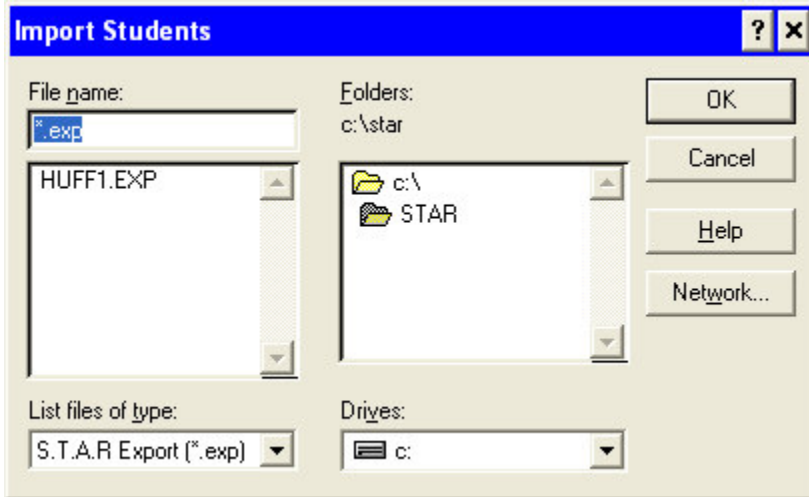 Import Students
File name:
*.exp
HUFF1.EXP
List files of type:
S.T.A.R Export (*.exp)
Folders:
c:\star
c:\
STAR
Drives:
c:
OK
Cancel
Help
Network...